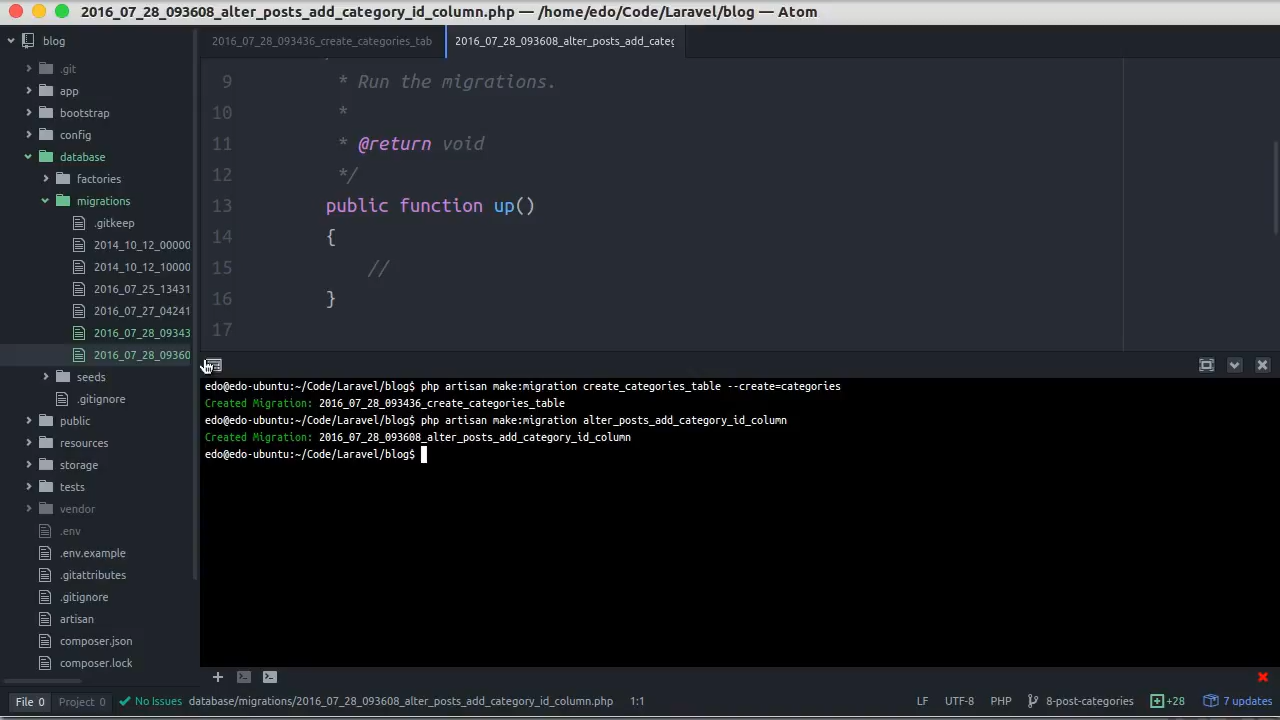 2016_07_28_093608_alter_posts_add_category_id_column.php — /home/edo/Code/Laravel/blog — Atom
blog
2016_07_28_093436_create_categories_tab
2016_07_28_093608_alter_posts_add_categ
.git
app
bootstrap
config
database
factories
migrations
.gitkeep
2014_10_12_00000
2014_10_12_10000
2016_07_25_13431
2016_07_27_04241
2016_07_28_09343
2016_07_28_09360
seeds
.gitignore
public
resources
storage
tests
vendor
.env
.env.example
.gitattributes
.gitignore
artisan
composer.json
composer.lock
9 * Run the migrations.
10 *
11 * @return void
12 */
13 public function up()
14 {
15 //
16 }
17
edo@edo-ubuntu:~/Code/Laravel/blog$ php artisan make:migration create_categories_table --create=categories
Created Migration: 2016_07_28_093436_create_categories_table
edo@edo-ubuntu:~/Code/Laravel/blog$ php artisan make:migration alter_posts_add_category_id_column
Created Migration: 2016_07_28_093608_alter_posts_add_category_id_column
edo@edo-ubuntu:~/Code/Laravel/blog$
File 0 Project 0 No Issues database/migrations/2016_07_28_093608_alter_posts_add_category_id_column.php 1:1 LF UTF-8 PHP 8-post-categories +28 7 updates